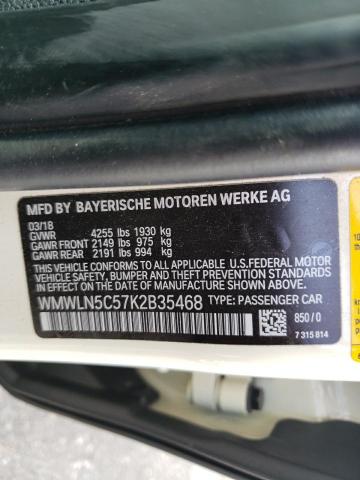 MFD BY BAYERISCHE MOTOREN WERKE AG
03/18
GVWR 4255 lbs 1930 kg
GAWR FRONT 2149 lbs 975 kg
GAWR REAR 2191 lbs 994 kg
THIS VEHICLE CONFORMS TO ALL APPLICABLE U.S.FEDERAL MOTOR
VEHICLE SAFETY, BUMPER, AND THEFT PREVENTION STANDARDS IN
EFFECT ON THE DATE OF MANUFACTURE SHOWN ABOVE.
WMWLN5C57K2B35468 TYPE: PASSENGER CAR
850/0
7 315 814